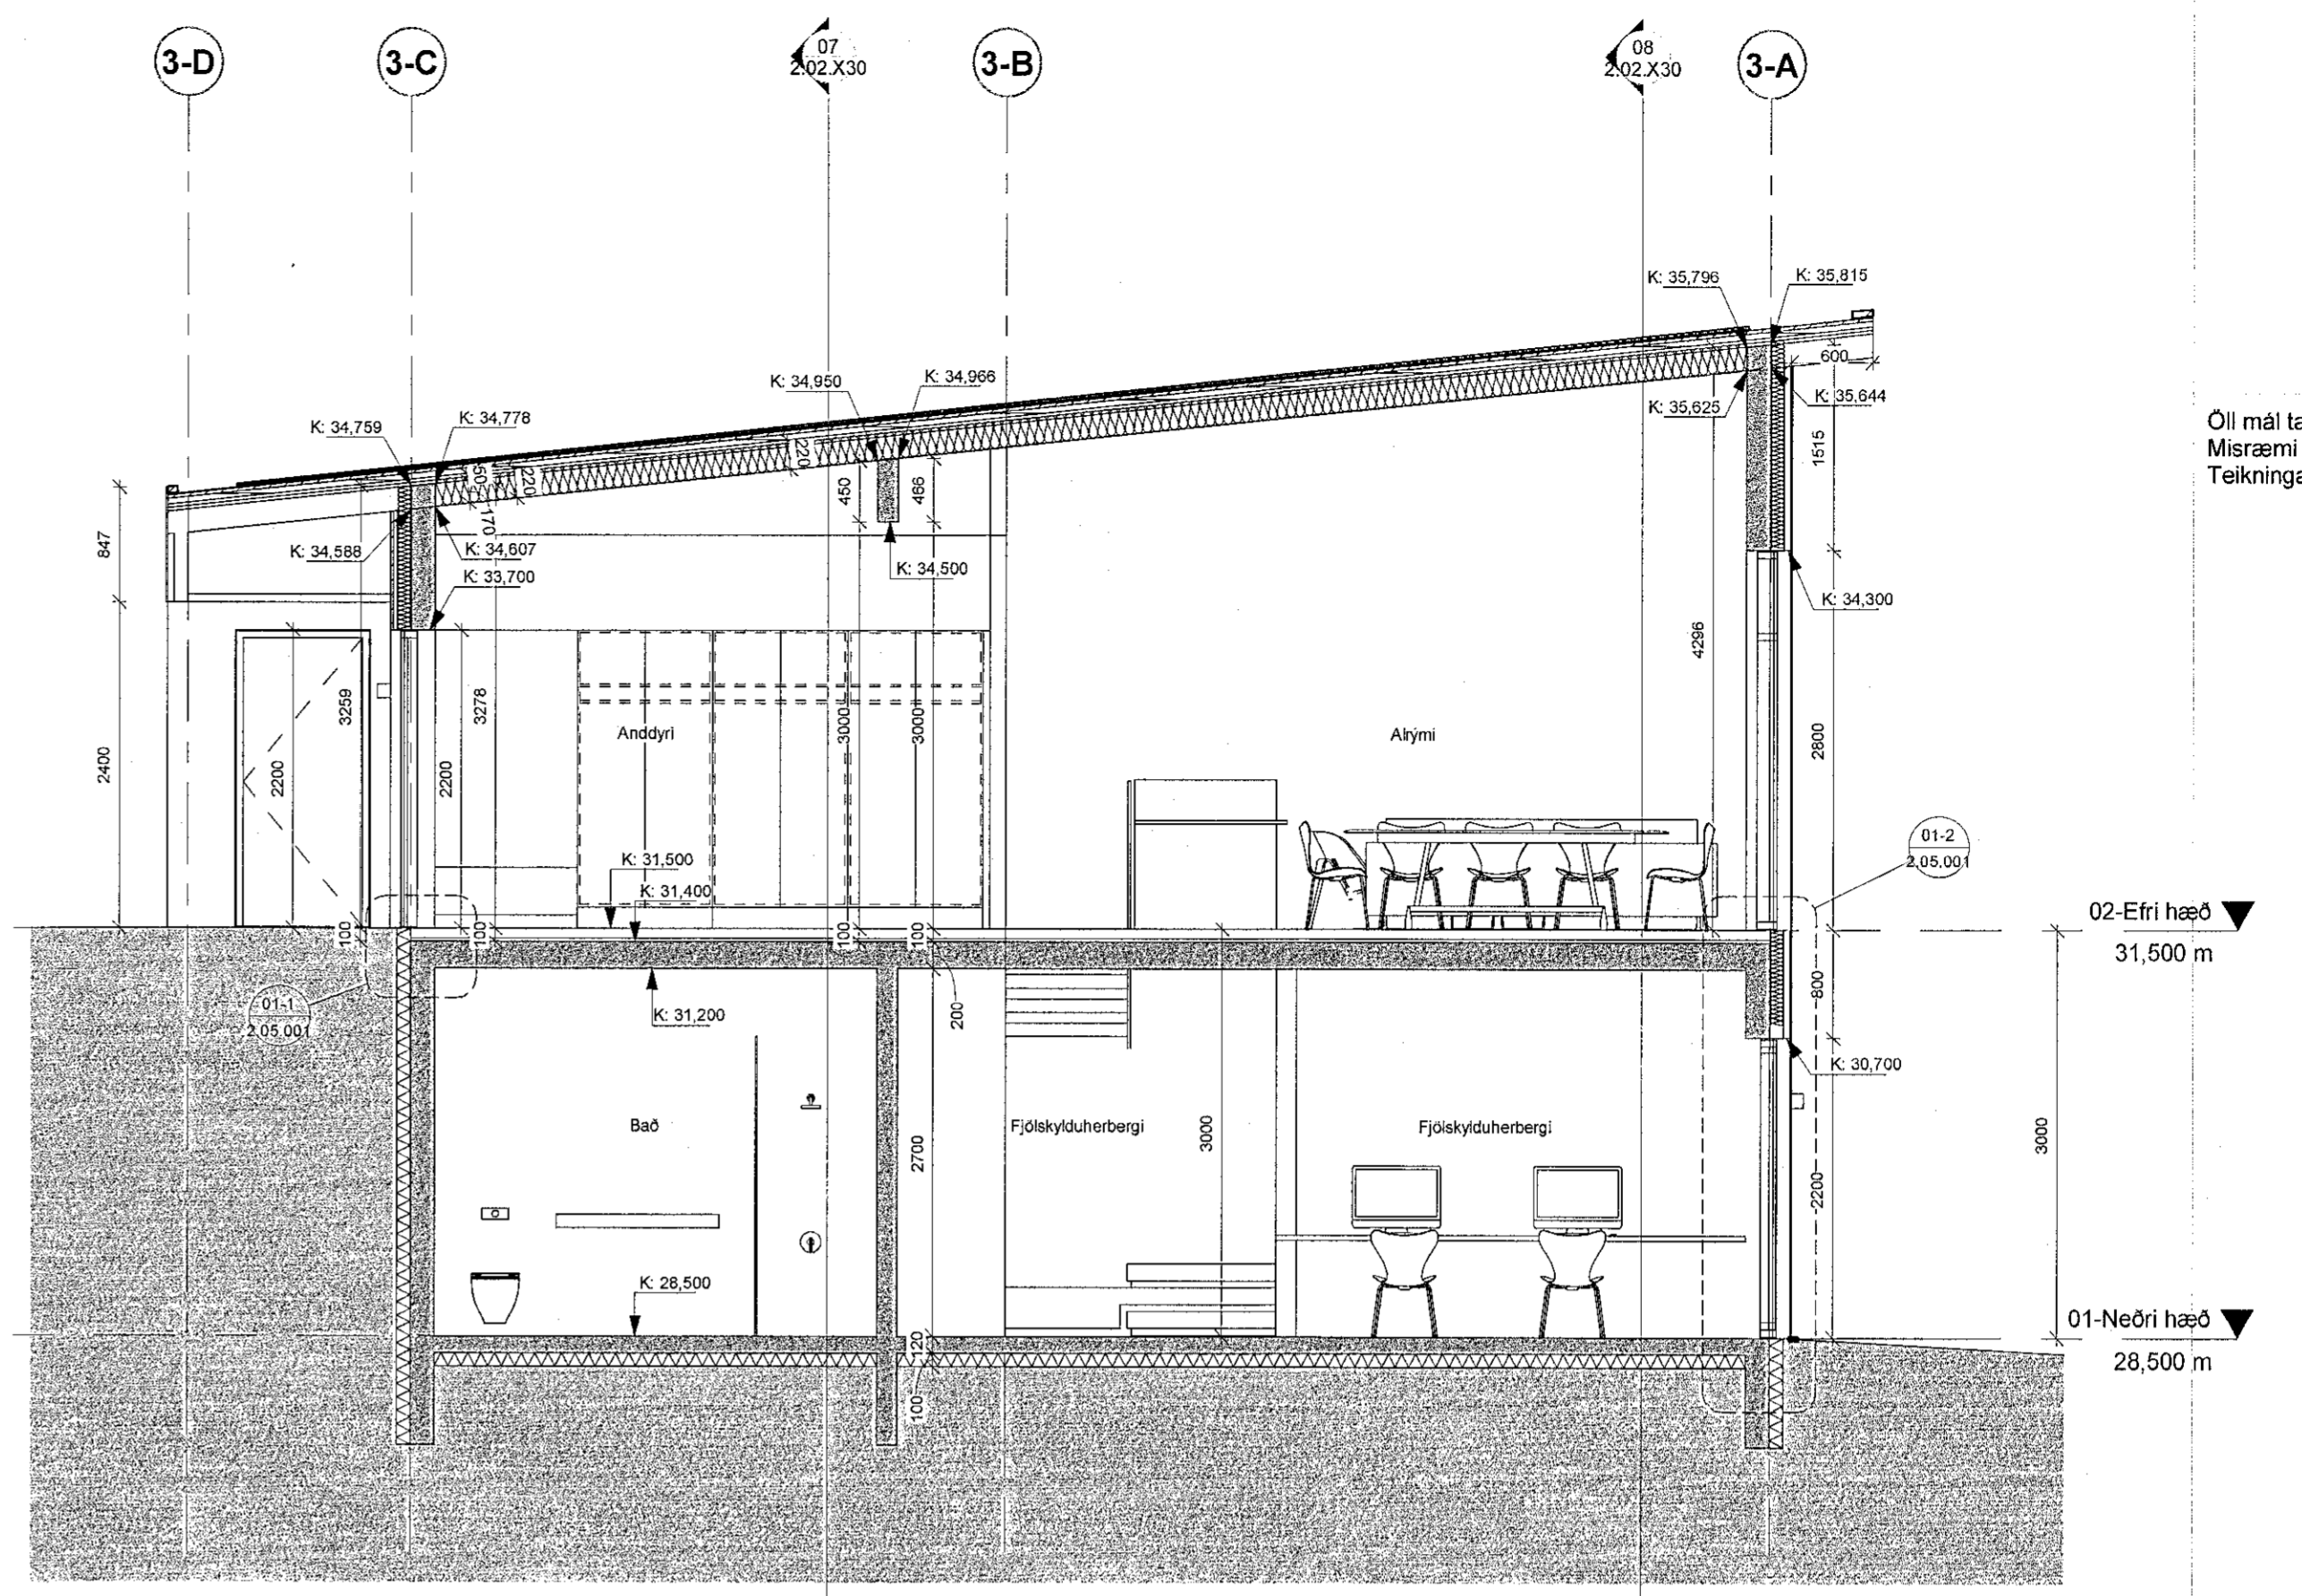 3-D
3-C
07
2.02.X30
3-B
08
2.02.X30
3-A
K: 35,796
K: 35,815
600
K: 34,950
K: 34,966
K: 35,625
K: 35,644
K: 34,759
K: 34,778
Öll mál
Misræmi
1515
220
220
170
450
466
847
K: 34,588
K: 34,607
K: 33,700
K: 34,500
K: 34,300
4296
3259
3278
3000
3000
Anddyri
Alrými
2800
2400
2200
2200
K: 31,500
K: 31,400
01-2
2.05.001
02-Efri hæð
31,500 m
100
100
100
100
01-1
2.05.001
K: 31,200
200
800
K: 30,700
Bað
Fjölskylduherbergi
Fjölskylduherbergi
2700
3000
3000
2200
K: 28,500
01-Neðri hæð
28,500 m
120
100